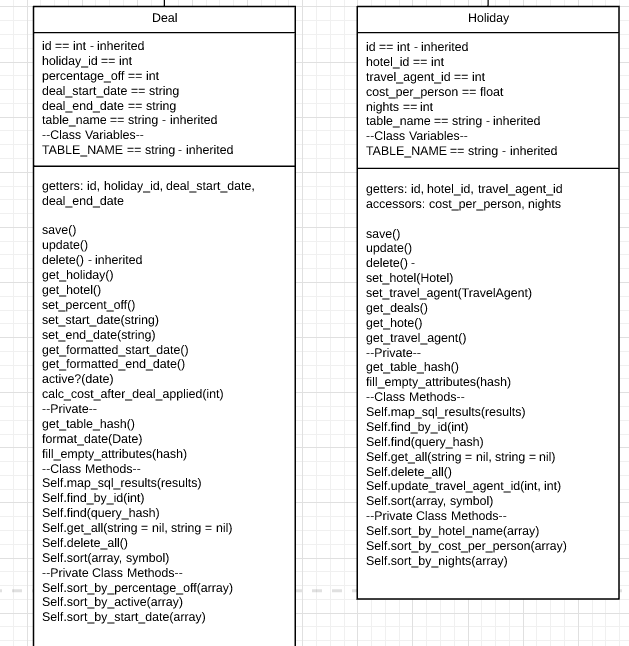 Deal
id == int - inherited
holiday_id == int
percentage_off == int
deal_start_date == string
deal_end_date == string
table_name == string - inherited
--Class Variables--
TABLE_NAME == string - inherited
getters: id, holiday_id, deal_start_date,
deal_end_date
save()
update()
delete() - inherited
get_holiday()
get_hotel()
set_percent_off()
set_start_date(string)
set_end_date(string)
get_formatted_start_date()
get_formatted_end_date()
active?(date)
calc_cost_after_deal_applied(int)
--Private--
get_table_hash()
format_date(Date)
fill_empty_attributes(hash)
--Class Methods--
Self.map_sql_results(results)
Self.find_by_id(int)
Self.find(query_hash)
Self.get_all(string = nil, string = nil)
Self.delete_all()
Self.sort(array, symbol)
--Private Class Methods--
Self.sort_by_percentage_off(array)
Self.sort_by_active(array)
Self.sort_by_start_date(array)
Holiday
id == int - inherited
hotel_id == int
travel_agent_id == int
cost_per_person == float
nights == int
table_name == string - inherited
--Class Variables--
TABLE_NAME == string - inherited
getters: id, hotel_id, travel_agent_id
accessors: cost_per_person, nights
save()
update()
delete() -
set_hotel(Hotel)
set_travel_agent(TravelAgent)
get_deals()
get_hote()
get_travel_agent()
--Private--
get_table_hash()
fill_empty_attributes(hash)
--Class Methods--
Self.map_sql_results(results)
Self.find_by_id(int)
Self.find(query_hash)
Self.get_all(string = nil, string = nil)
Self.delete_all()
Self.update_travel_agent_id(int, int)
Self.sort(array, symbol)
--Private Class Methods--
Self.sort_by_hotel_name(array)
Self.sort_by_cost_per_person(array)
Self.sort_by_nights(array)